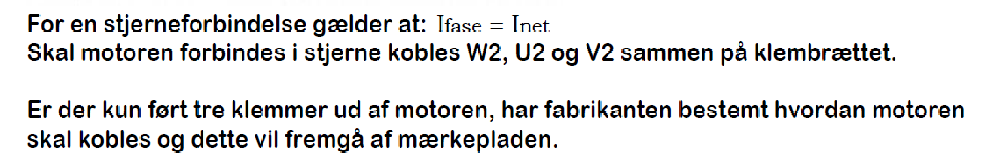 For en stjerneforbindelse gælder at: Ifase = Inet
Skal motoren forbindes i stjerne kobles W2, U2 og V2 sammen på klembrættet.
Er der kun ført tre klemmer ud af motoren, har fabrikanten bestemt hvordan motoren
skal kobles og dette vil fremgå af mærkepladen.